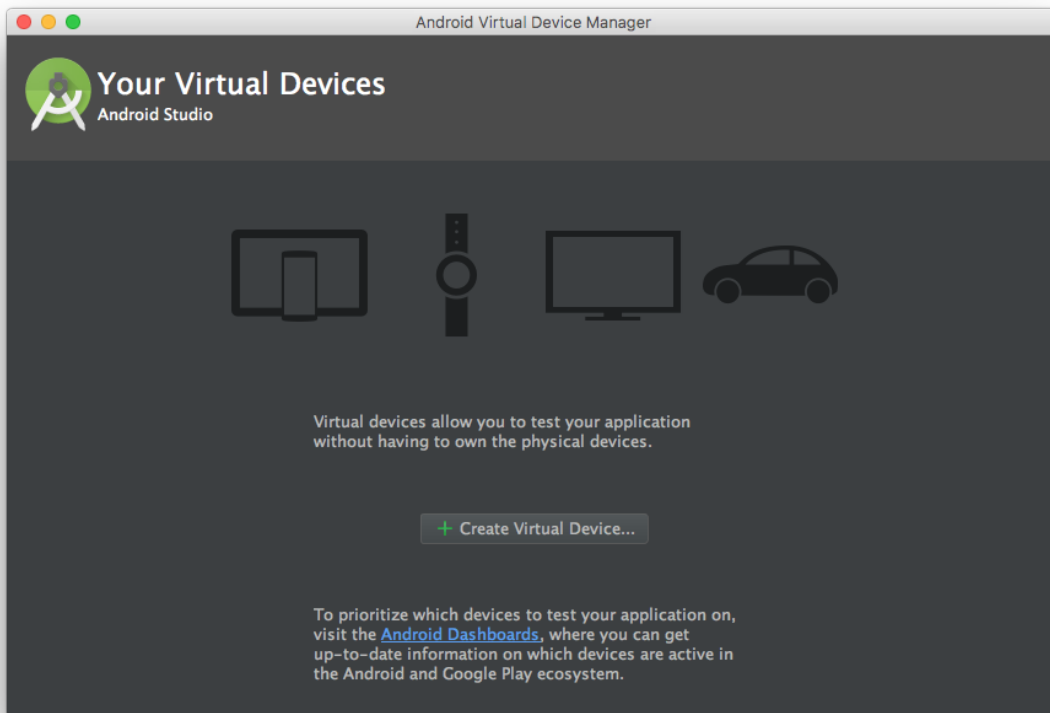 Android Virtual Device Manager
Your Virtual Devices
Android Studio
Virtual devices allow you to test your application
without having to own the physical devices.
+ Create Virtual Device...
To prioritize which devices to test your application on,
visit the Android Dashboards, where you can get
up-to-date information on which devices are active in
the Android and Google Play ecosystem.